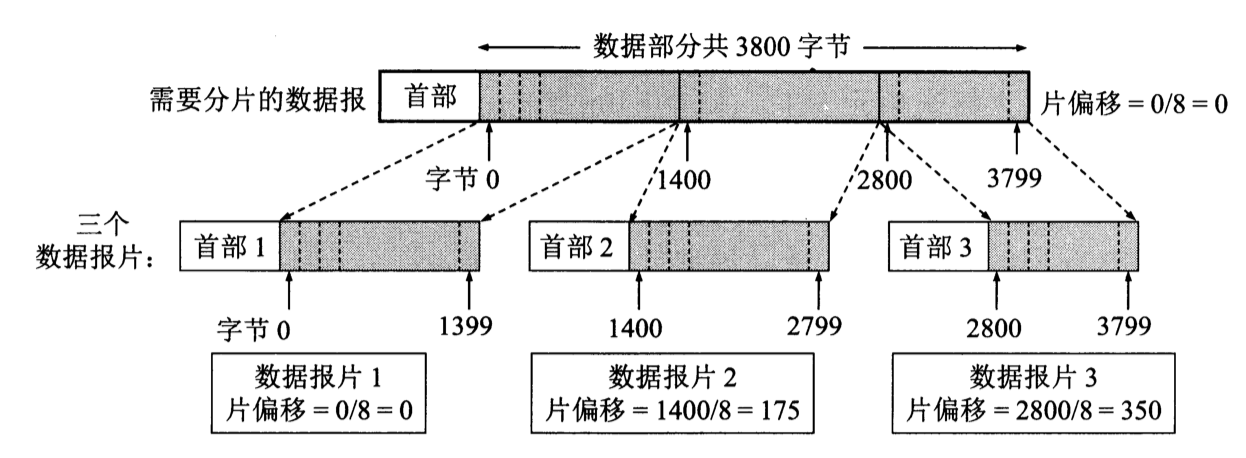 数据部分共 3800 字节
需要分片的数据报
首部
片偏移 = 0/8 = 0
字节 0
1400
2800
3799
三个
数据报片：
首部 1
首部 2
首部 3
字节 0
1399
1400
2799
2800
3799
数据报片 1
片偏移 = 0/8 = 0
数据报片 2
片偏移 = 1400/8 = 175
数据报片 3
片偏移 = 2800/8 = 350